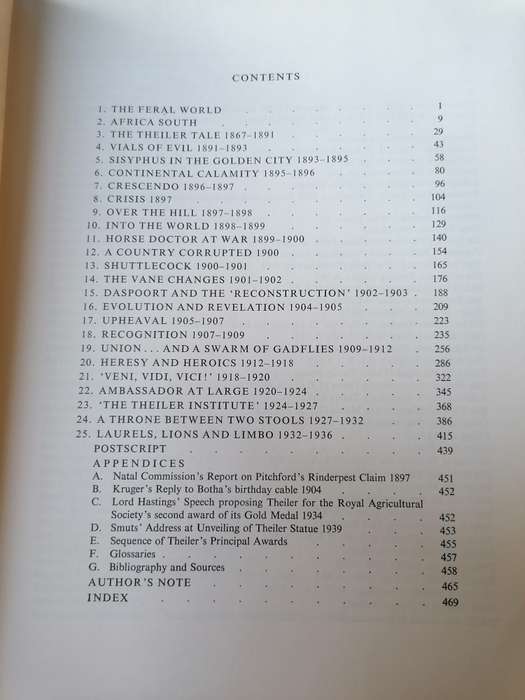 CONTENTS
1. THE FERAL WORLD . . . . . . . 1
2. AFRICA SOUTH . . . . . . . 9
3. THE THEILER TALE 1867–1891 . . . . . 29
4. VIALS OF EVIL 1891–1893 . . . . . . 43
5. SISYPHUS IN THE GOLDEN CITY 1893–1895 . . . 58
6. CONTINENTAL CALAMITY 1895–1896 . . . . 80
7. CRESCENDO 1896–1897 . . . . . . 96
8. CRISIS 1897 . . . . . . . . 104
9. OVER THE HILL 1897–1898 . . . . . 116
10. INTO THE WORLD 1898–1899 . . . . . 129
11. HORSE DOCTOR AT WAR 1899–1900 . . . . 140
12. A COUNTRY CORRUPTED 1900 . . . . . 154
13. SHUTTLECOCK 1900–1901 . . . . . . 165
14. THE VANE CHANGES 1901–1902 . . . . . 176
15. DASPOORT AND THE ‘RECONSTRUCTION’ 1902–1903 . 188
16. EVOLUTION AND REVELATION 1904–1905 . . . 209
17. UPHEAVAL 1905–1907 . . . . . . 223
18. RECOGNITION 1907–1909 . . . . . . 235
19. UNION . . . AND A SWARM OF GADFLIES 1909–1912 . 256
20. HERESY AND HEROICS 1912–1918 . . . . 286
21. ‘VENI, VIDI, VICI!’ 1918–1920 . . . . . 322
22. AMBASSADOR AT LARGE 1920–1924 . . . . 345
23. ‘THE THEILER INSTITUTE’ 1924–1927 . . . . 368
24. A THRONE BETWEEN TWO STOOLS 1927–1932 . . 386
25. LAURELS, LIONS AND LIMBO 1932–1936 . . . 415
POSTSCRIPT . . . . . . . . 439
APPENDICES
A. Natal Commission's Report on Pitchford's Rinderpest Claim 1897 451
B. Kruger's Reply to Botha's birthday cable 1904 . . . . 452
C. Lord Hastings' Speech proposing Theiler for the Royal Agricultural
Society's second award of its Gold Medal 1934 . . . . 452
D. Smuts' Address at Unveiling of Theiler Statue 1939 . . . 453
E. Sequence of Theiler's Principal Awards . . . . . 455
F. Glossaries . . . . . . . . . 457
G. Bibliography and Sources . . . . . . . 458
AUTHOR'S NOTE . . . . . . . . 465
INDEX . . . . . . . . . 469